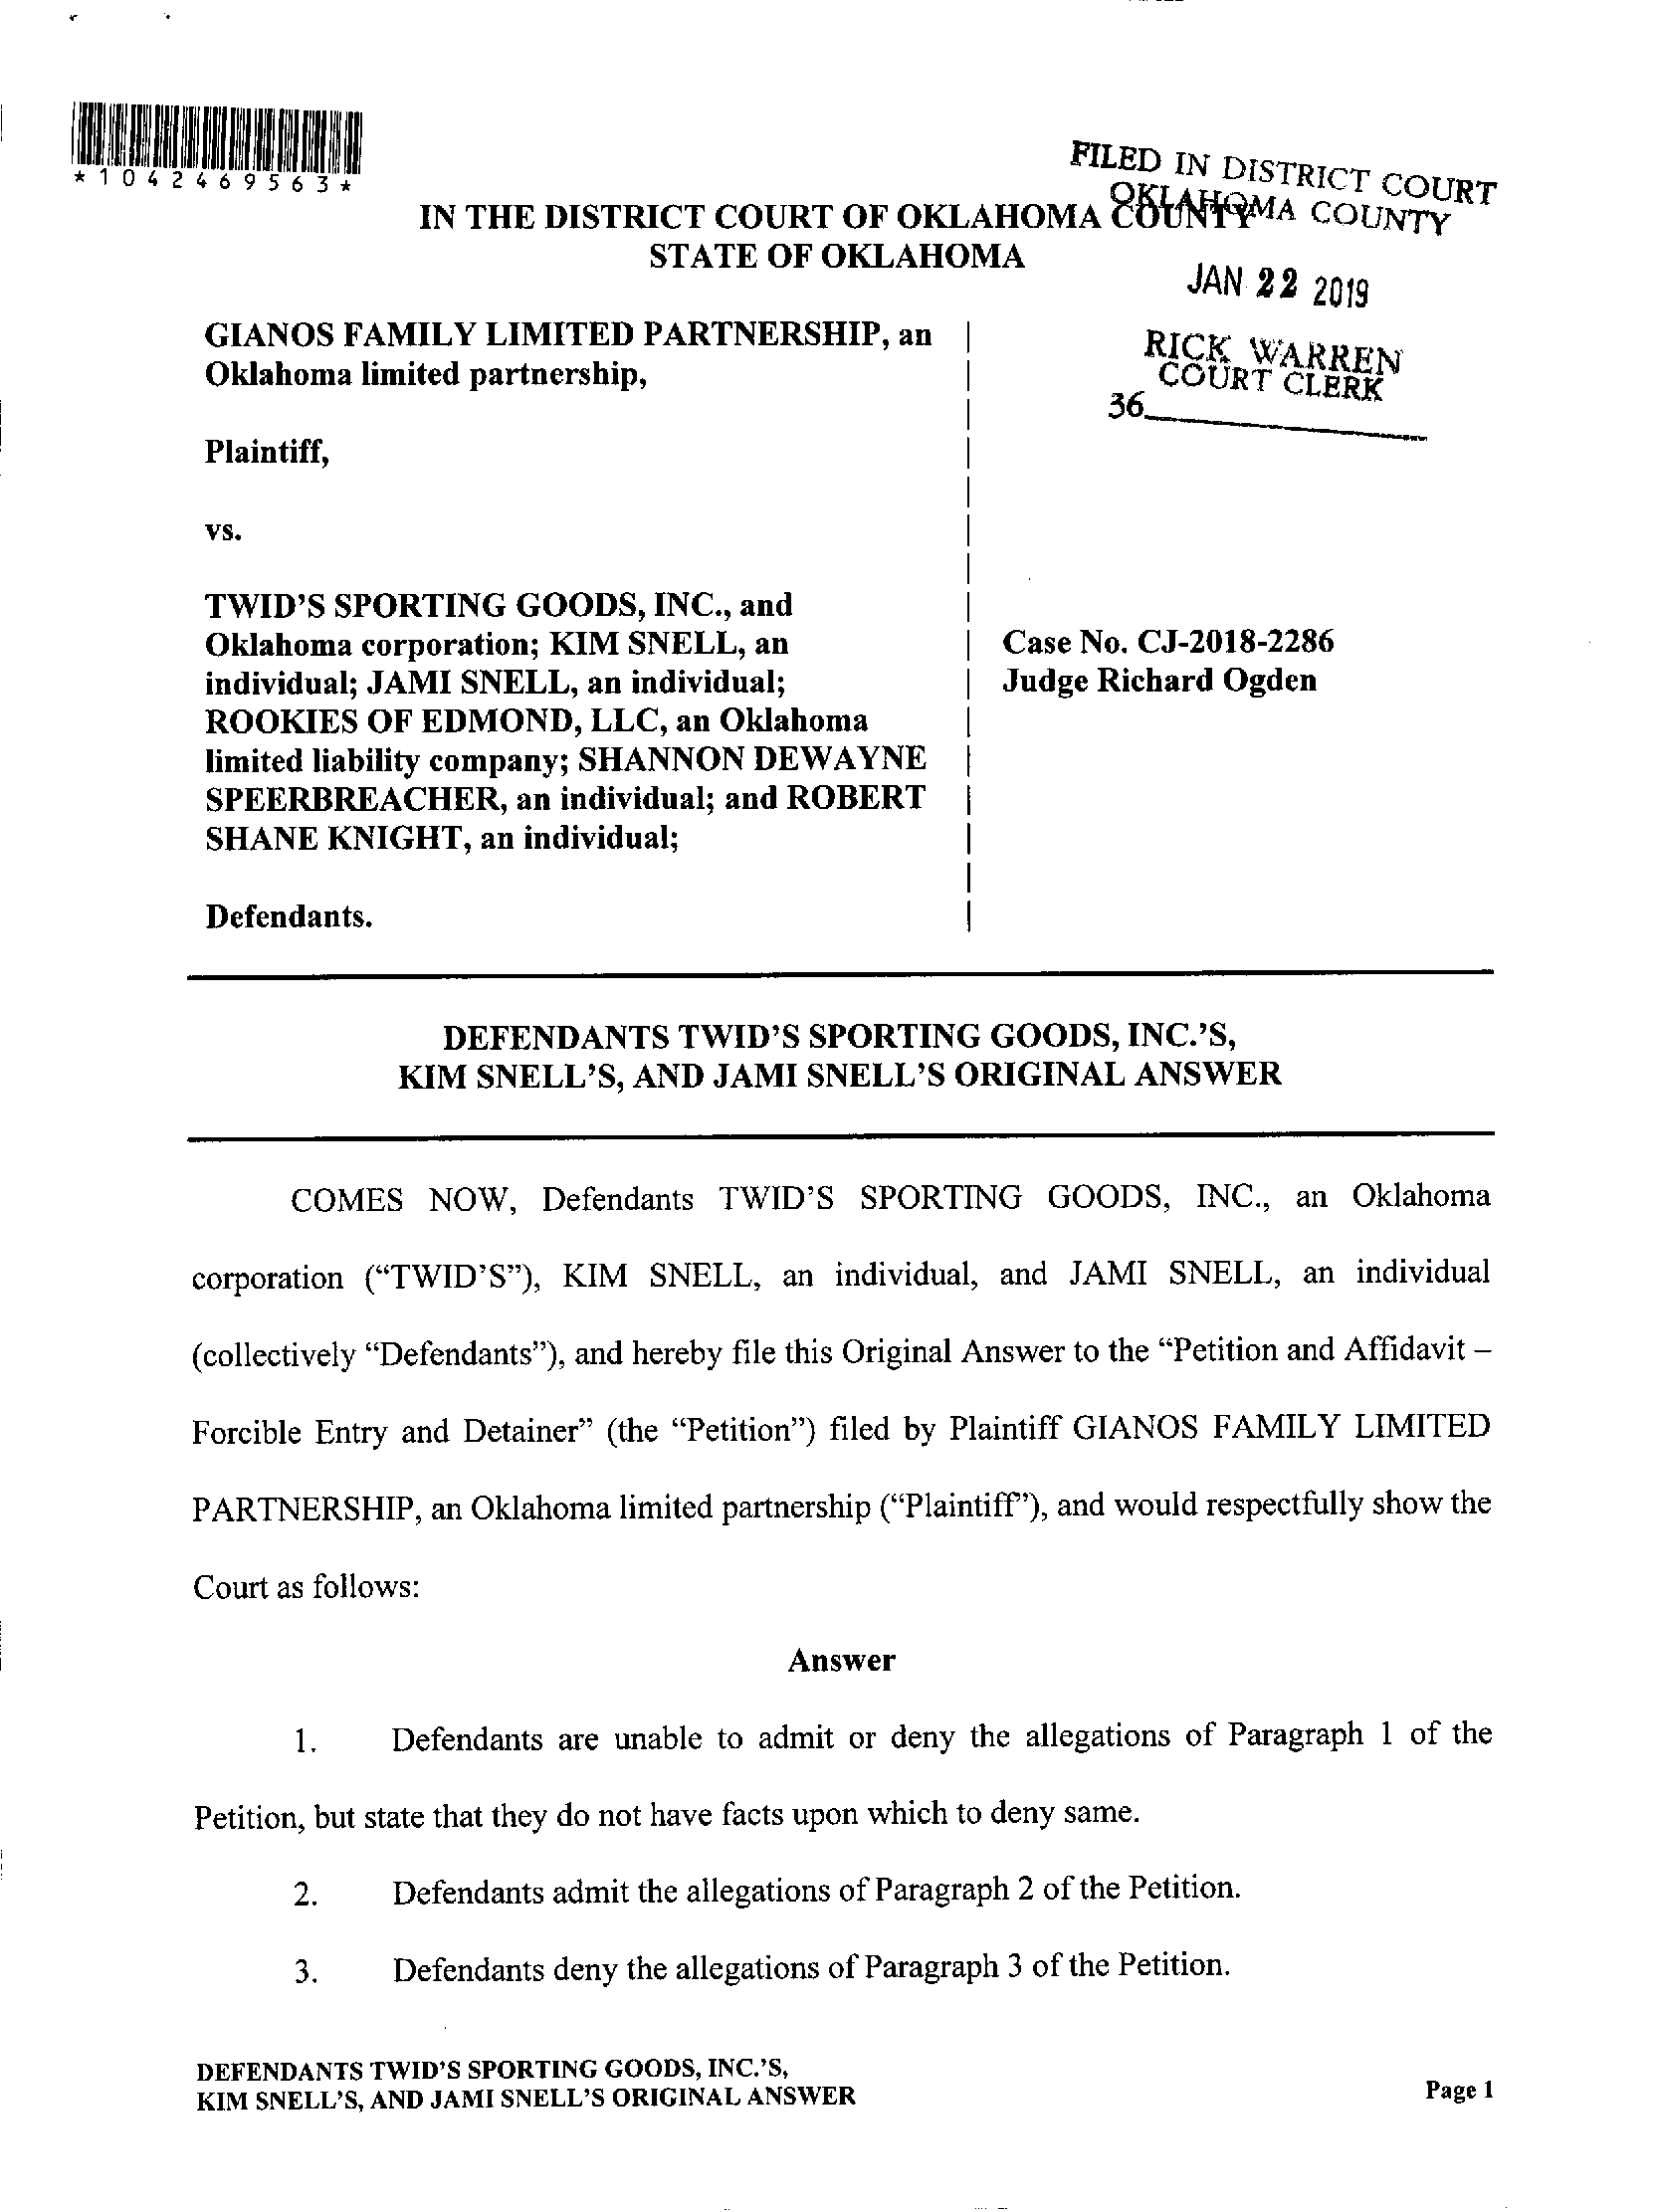 *1042469563*
FILED IN DISTRICT COURT
OKLAHOMA COUNTY
IN THE DISTRICT COURT OF OKLAHOMA COUNTY
STATE OF OKLAHOMA
JAN 22 2019
RICK WARREN
COURT CLERK
36
GIANOS FAMILY LIMITED PARTNERSHIP, an
Oklahoma limited partnership,
Plaintiff,
vs.
TWID'S SPORTING GOODS, INC., and
Oklahoma corporation; KIM SNELL, an
individual; JAMI SNELL, an individual;
ROOKIES OF EDMOND, LLC, an Oklahoma
limited liability company; SHANNON DEWAYNE
SPEERBREACHER, an individual; and ROBERT
SHANE KNIGHT, an individual;
Defendants.
Case No. CJ-2018-2286
Judge Richard Ogden
DEFENDANTS TWID'S SPORTING GOODS, INC.'S,
KIM SNELL'S, AND JAMI SNELL'S ORIGINAL ANSWER
COMES NOW, Defendants TWID'S SPORTING GOODS, INC., an Oklahoma
corporation ("TWID'S"), KIM SNELL, an individual, and JAMI SNELL, an individual
(collectively "Defendants"), and hereby file this Original Answer to the "Petition and Affidavit –
Forcible Entry and Detainer" (the "Petition") filed by Plaintiff GIANOS FAMILY LIMITED
PARTNERSHIP, an Oklahoma limited partnership ("Plaintiff"), and would respectfully show the
Court as follows:
Answer
1. Defendants are unable to admit or deny the allegations of Paragraph 1 of the
Petition, but state that they do not have facts upon which to deny same.
2. Defendants admit the allegations of Paragraph 2 of the Petition.
3. Defendants deny the allegations of Paragraph 3 of the Petition.
DEFENDANTS TWID'S SPORTING GOODS, INC.'S,
KIM SNELL'S, AND JAMI SNELL'S ORIGINAL ANSWER
Page 1